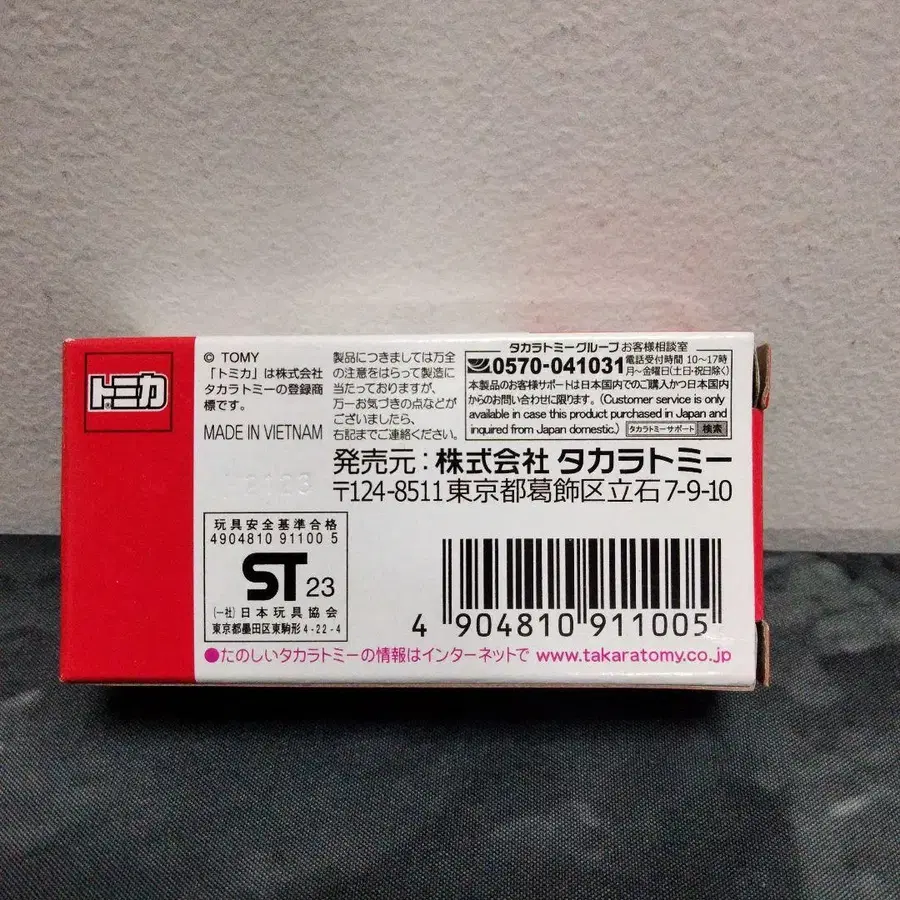 トミカ
© TOMY
「トミカ」は株式会社
タカラトミーの登録商
標です。
MADE IN VIETNAM
製品につきましては万全
の注意をはらって製造に
当たっておりますが、
万一お気づきの点などが
ございましたら、
右記までご連絡ください。
タカラトミーグループ お客様相談室
0570-041031 電話受付時間 10~17時
月~金曜日(土・日・祝日除く)
本製品のお客様サポートは日本国内でのご購入かつ日本国内
からのお問い合わせに限ります。(Customer service is only
available in case this product purchased in Japan and
inquired from Japan domestic.) タカラトミーサポート 検索
発売元:株式会社 タカラトミー
〒124-8511 東京都葛飾区立石 7-9-10
玩具安全基準合格
4904810 91100 5
ST 23
(一社)日本玩具協会
東京都墨田区東駒形4-22-4
4 904810 911005
●たのしいタカラトミーの情報はインターネットで www.takaratomy.co.jp